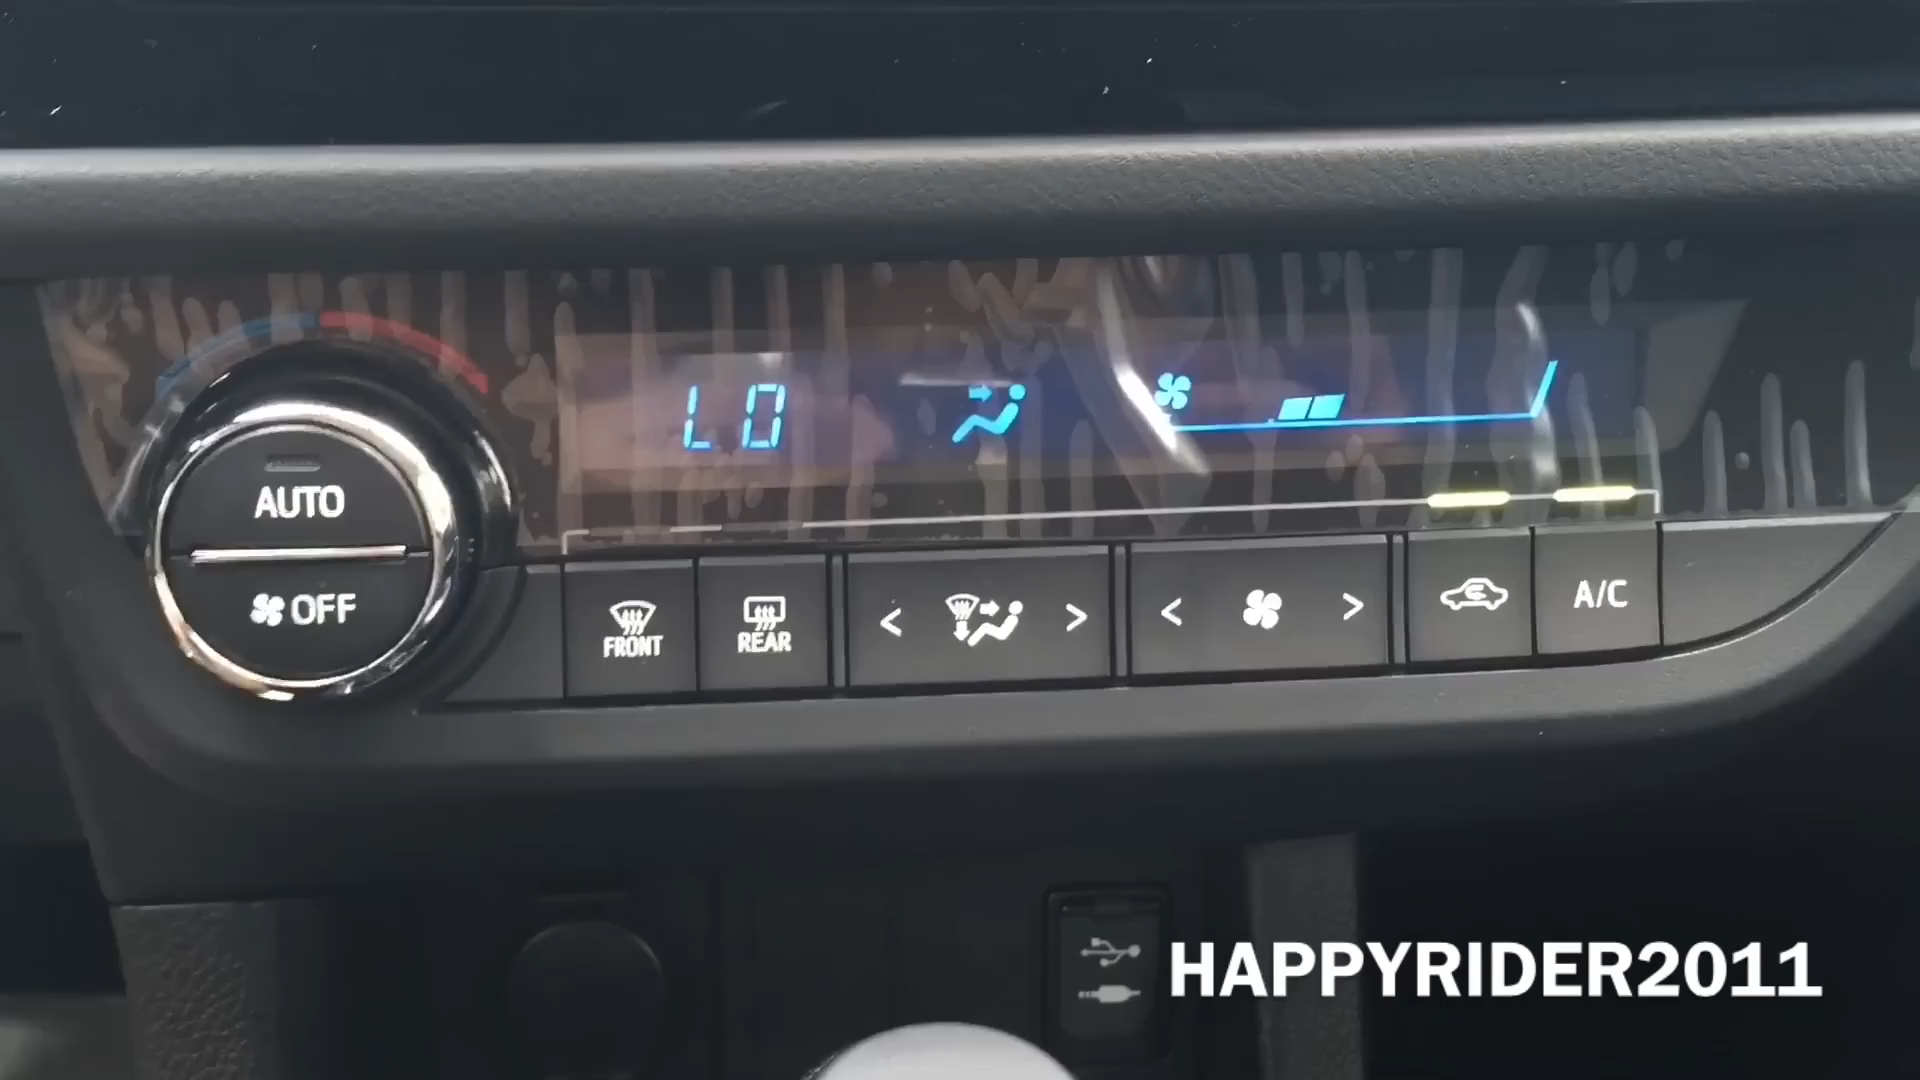 LO
AUTO
OFF
FRONT
REAR
< >
< >
A/C
HAPPYRIDER2011